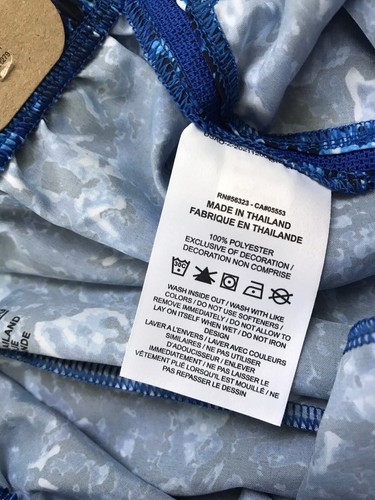 RN#56323 - CA#05553
MADE IN THAILAND
FABRIQUE EN THAILANDE
100% POLYESTER
EXCLUSIVE OF DECORATION /
DECORATION NON COMPRISE
WASH INSIDE OUT / WASH WITH LIKE
COLORS / DO NOT USE SOFTENERS /
REMOVE IMMEDIATELY / DO NOT ALLOW TO
LAY ON ITSELF WHEN WET / DO NOT IRON
DESIGN
LAVER A L'ENVERS / LAVER AVEC COULEURS
SIMILAIRES / NE PAS UTILISER
D'ADOUCISSEUR / ENLEVER
IMMEDIATEMENT / NE PAS LAISSER LE
VÊTEMENT PLIÉ LORSQU'IL EST MOUILLÉ / NE
PAS REPASSER LE DESSIN